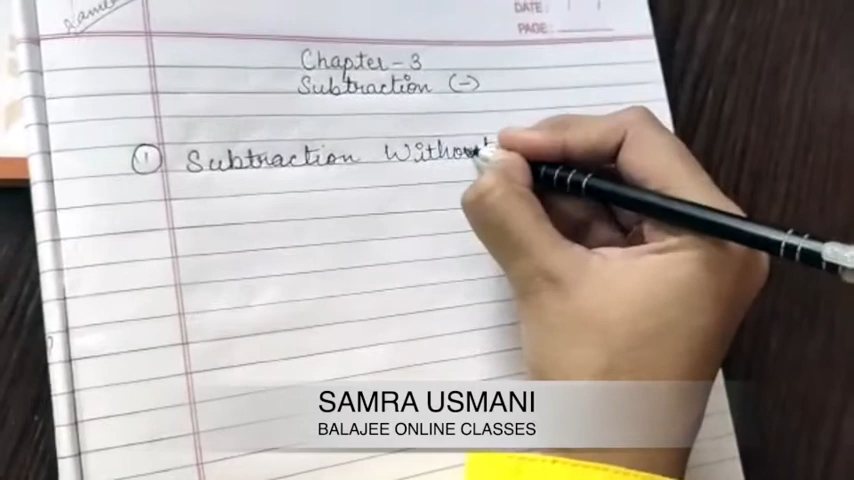 DATE:
PAGE:
Chapter-3
Subtraction (-)
① Subtraction Without
SAMRA USMANI
BALAJEE ONLINE CLASSES